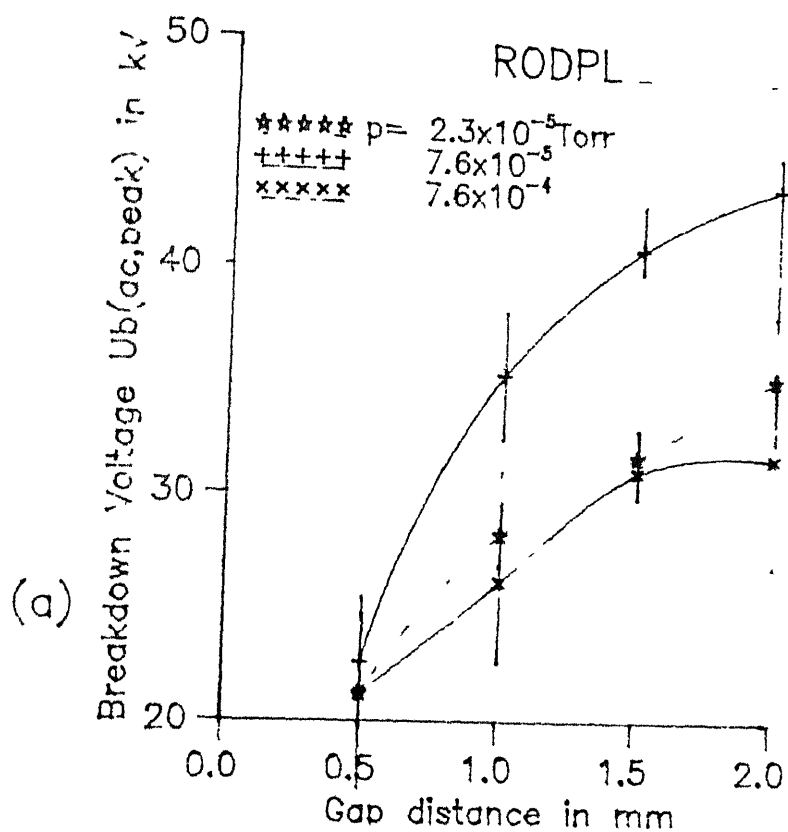 RODPL
☆☆☆☆☆ p= 2.3x10⁻⁵Torr
+++++ 7.6x10⁻⁵
××××× 7.6x10⁻⁴
Breakdown Voltage Ub(ac,peak) in kV
50
40
30
20
(a)
0.0 0.5 1.0 1.5 2.0
Gap distance in mm